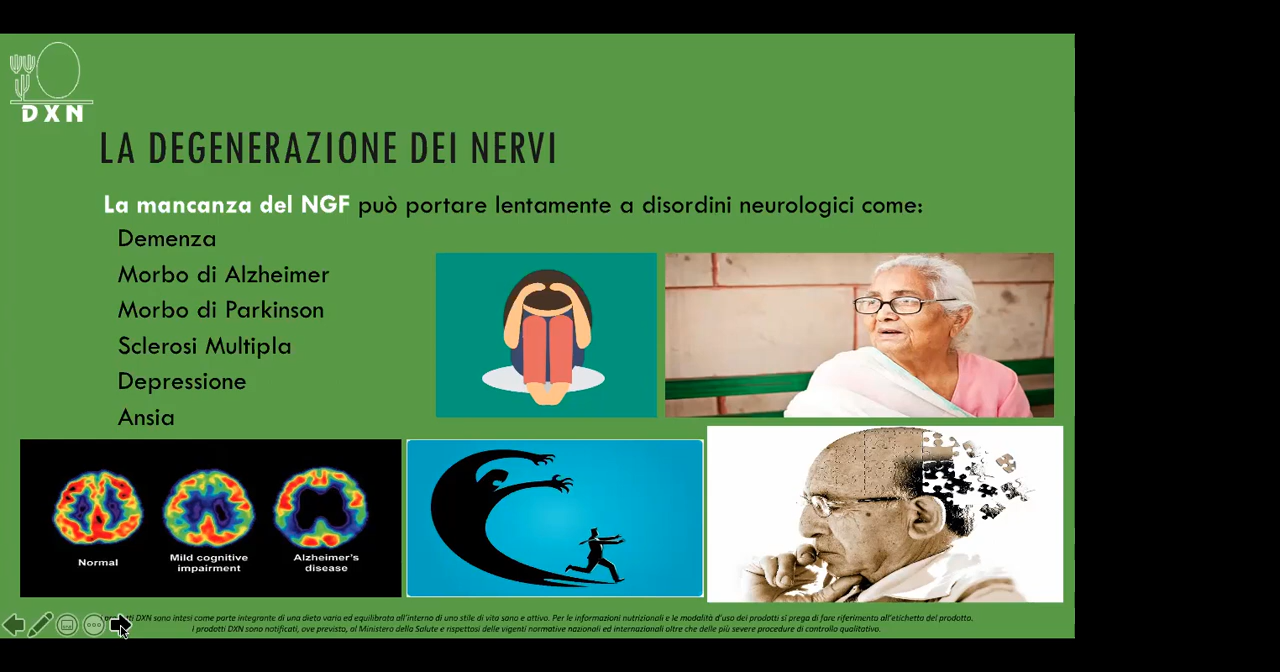 DXN
LA DEGENERAZIONE DEI NERVI
La mancanza del NGF può portare lentamente a disordini neurologici come:
Demenza
Morbo di Alzheimer
Morbo di Parkinson
Sclerosi Multipla
Depressione
Ansia
Normal
Mild cognitive
impairment
Alzheimer's
disease
DXN sono intesi come parte integrante di una dieta varia ed equilibrata all'interno di uno stile di vita sano e attivo. Per le informazioni nutrizionali e le modalità d'uso dei prodotti si prega di fare riferimento all'etichetta del prodotto.
I prodotti DXN sono notificati, ove previsto, al Ministero della Salute e rispettosi delle vigenti normative nazionali ed internazionali oltre che delle più severe procedure di controllo qualitativo.